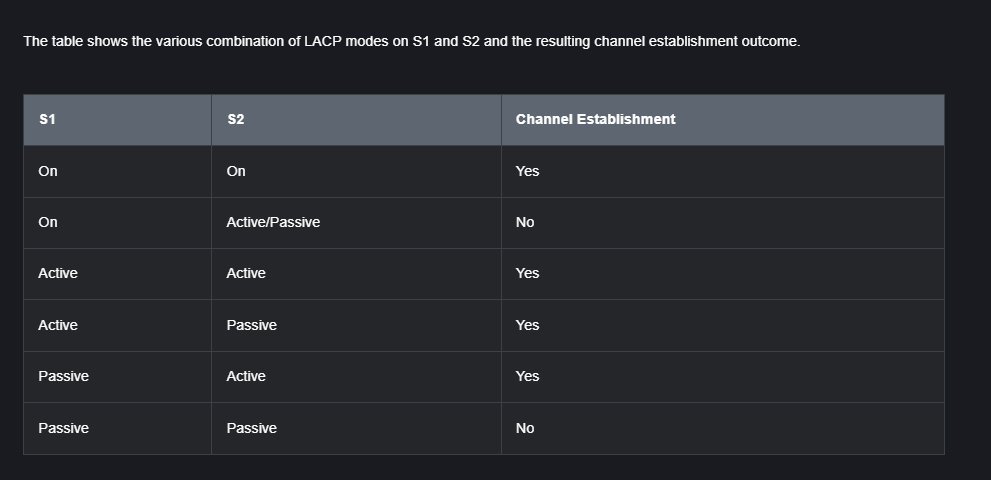 The table shows the various combination of LACP modes on S1 and S2 and the resulting channel establishment outcome.
S1 S2 Channel Establishment
On On Yes
On Active/Passive No
Active Active Yes
Active Passive Yes
Passive Active Yes
Passive Passive No